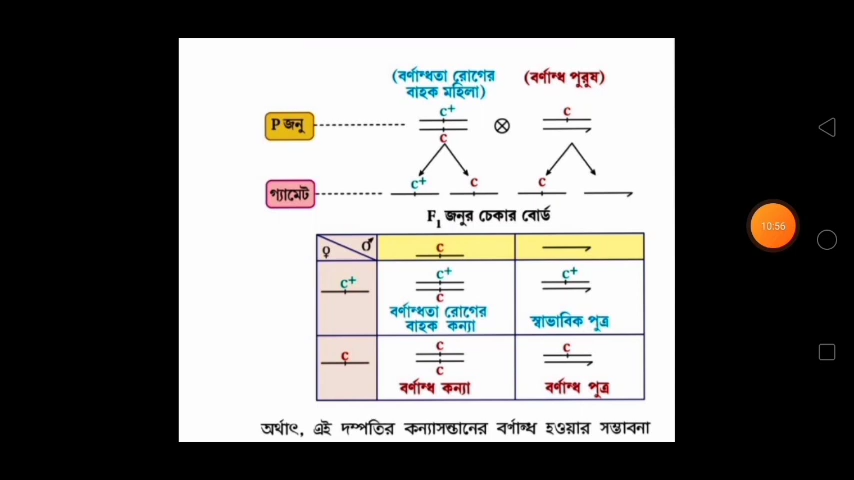 (বর্ণান্ধতা রোগের
বাহক মহিলা)
(বর্ণান্ধ পুরুষ)
P জনু
c⁺
c
c
গ্যামেট
c⁺
c
c
F₁ জনুর চেকার বোর্ড
♀
♂
c
c⁺
c⁺
c
বর্ণান্ধতা রোগের
বাহক কন্যা
c⁺
স্বাভাবিক পুত্র
c
c
c
বর্ণান্ধ কন্যা
c
বর্ণান্ধ পুত্র
অর্থাৎ, এই দম্পতির কন্যাসন্তানের বর্ণান্ধ হওয়ার সম্ভাবনা
10:56